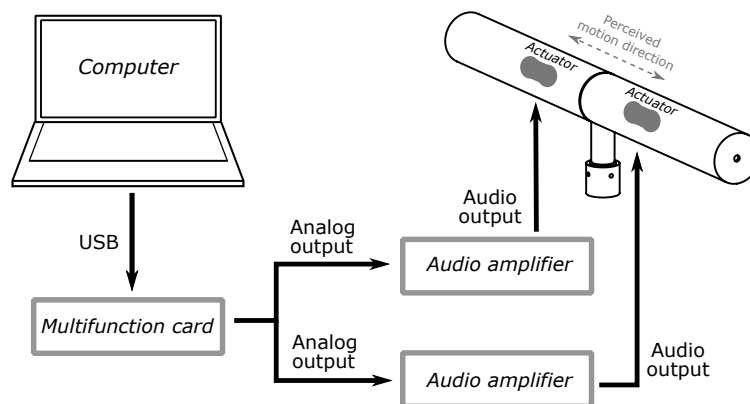 Computer
Perceived
motion direction
Actuator
Actuator
USB
Analog
output
Audio
output
Audio amplifier
Multifunction card
Analog
output
Audio amplifier
Audio
output